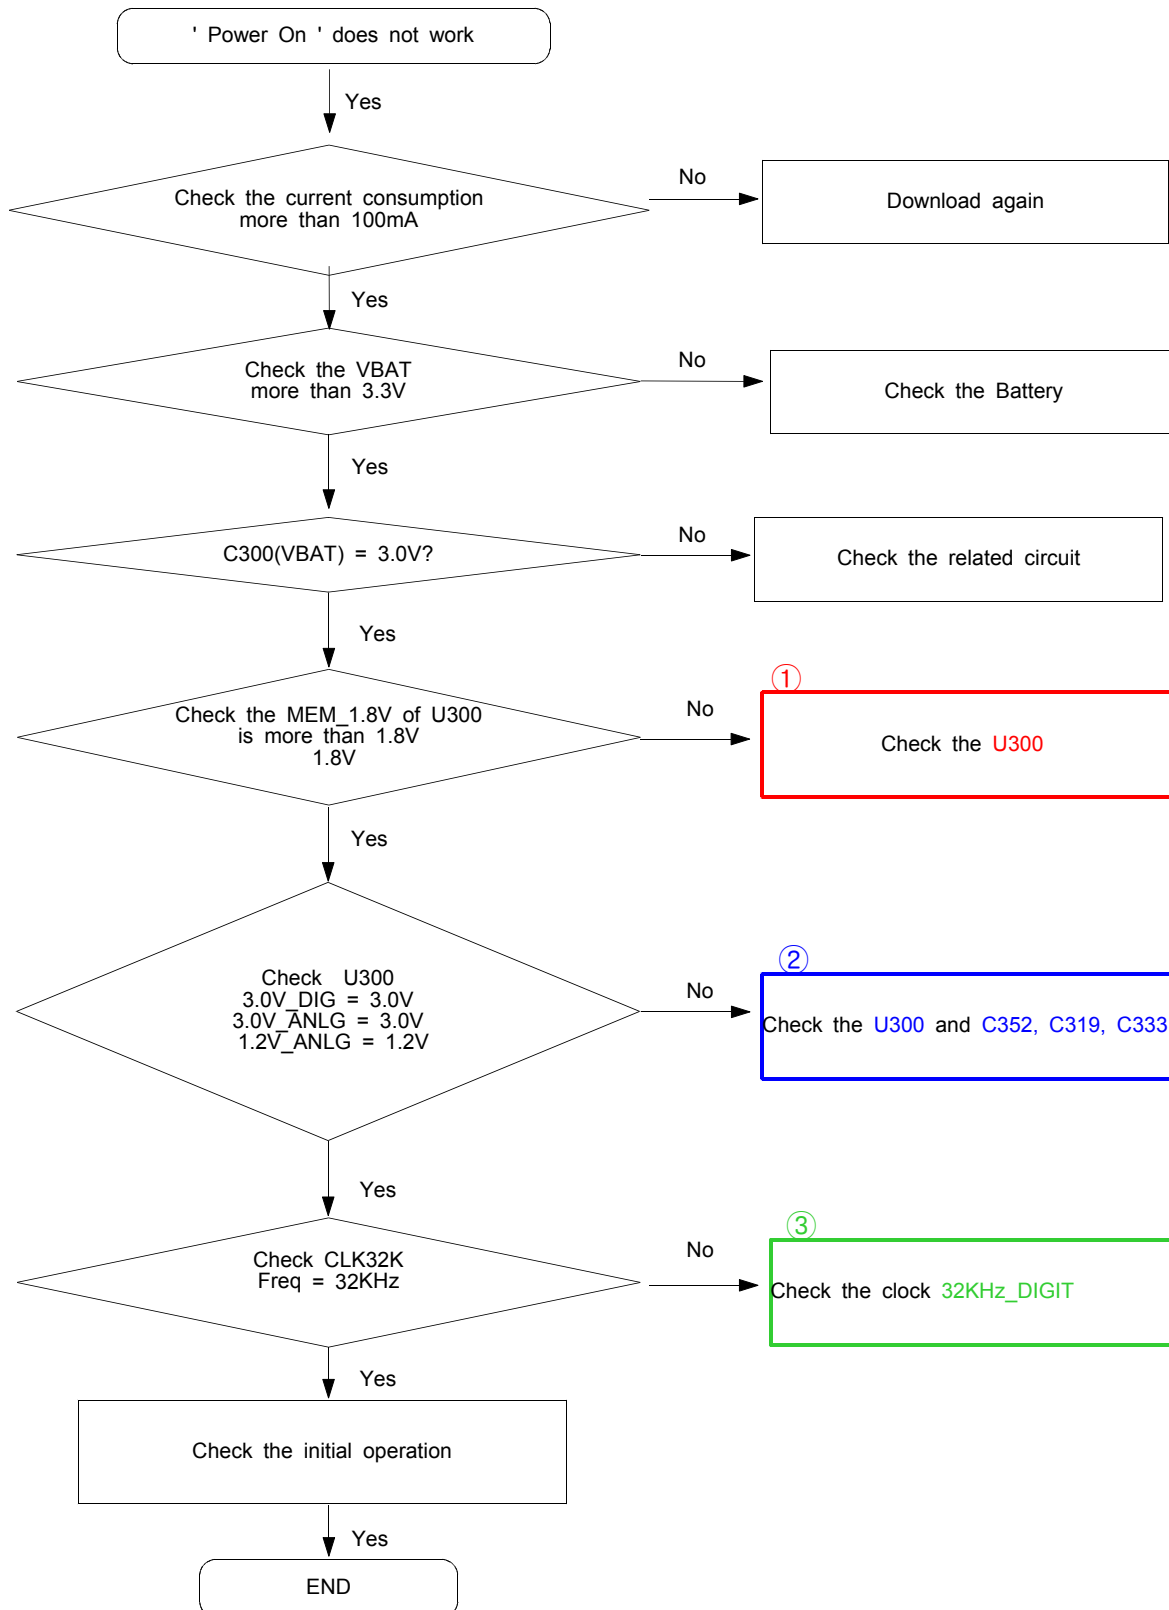 ' Power On ' does not work
Yes
Check the current consumption
more than 100mA
No
Download again
Yes
Check the VBAT
more than 3.3V
No
Check the Battery
Yes
C300(VBAT) = 3.0V?
No
Check the related circuit
Yes
①
Check the MEM_1.8V of U300
is more than 1.8V
1.8V
No
Check the U300
Yes
②
Check U300
3.0V_DIG = 3.0V
3.0V_ANLG = 3.0V
1.2V_ANLG = 1.2V
No
Check the U300 and C352, C319, C333
Yes
③
Check CLK32K
Freq = 32KHz
No
Check the clock 32KHz_DIGIT
Yes
Check the initial operation
Yes
END